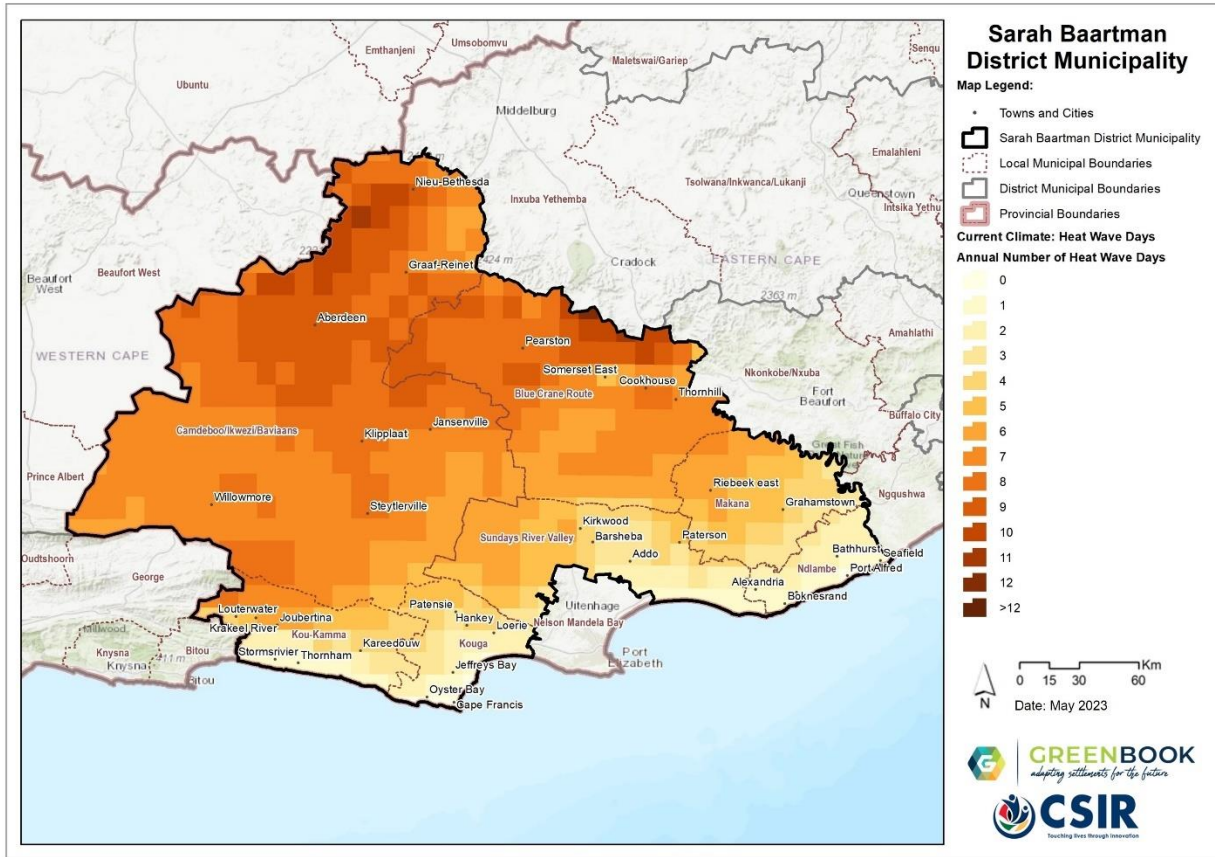 Sarah Baartman
District Municipality
Map Legend:
Towns and Cities
Sarah Baartman District Municipality
Local Municipal Boundaries
District Municipal Boundaries
Provincial Boundaries
Current Climate: Heat Wave Days
Annual Number of Heat Wave Days
0
1
2
3
4
5
6
7
8
9
10
11
12
>12
Km
0 15 30 60
N
Date: May 2023
GREENBOOK
adapting settlements for the future
CSIR
Touching lives through innovation
Emthanjeni
Umsobomvu
Senqu
Maletswai/Gariep
Ubuntu
Middelburg
Emalahleni
Nieu-Bethesda
Tsolwana/Inkwanca/Lukanji
Queenstown
Inxuba Yethemba
Intsika Yethu
Beaufort West
Graaf-Reinet
424 m
Cradock
EASTERN CAPE
Beaufort
West
2363 m
Aberdeen
Amahlathi
WESTERN CAPE
Pearston
Somerset East
Cookhouse
Nkonkobe/Nxuba
Blue Crane Route
Thornhill
Fort
Beaufort
Buffalo City
Camdeboo/Ikwezi/Baviaans
Jansenville
Klipplaat
Great Fish
Prince Albert
Riebeek east
Ngqushwa
Willowmore
Steytlerville
Makana
Grahamstown
Kirkwood
Sundays River Valley
Barsheba
Paterson
Oudtshoorn
Addo
Bathhurst
Seafield
George
Ndlambe
Port Alfred
Alexandria
Boknesrand
Louterwater
Patensie
Uitenhage
Joubertina
Hankey
Nelson Mandela Bay
Krakeel River
Kou-Kamma
Loerie
Kareedouw
Kouga
Knysna
Bitou
Stormsrivier
Thornham
Port
Elizabeth
Knysna
Jeffreys Bay
Bitou
Oyster Bay
Cape Francis